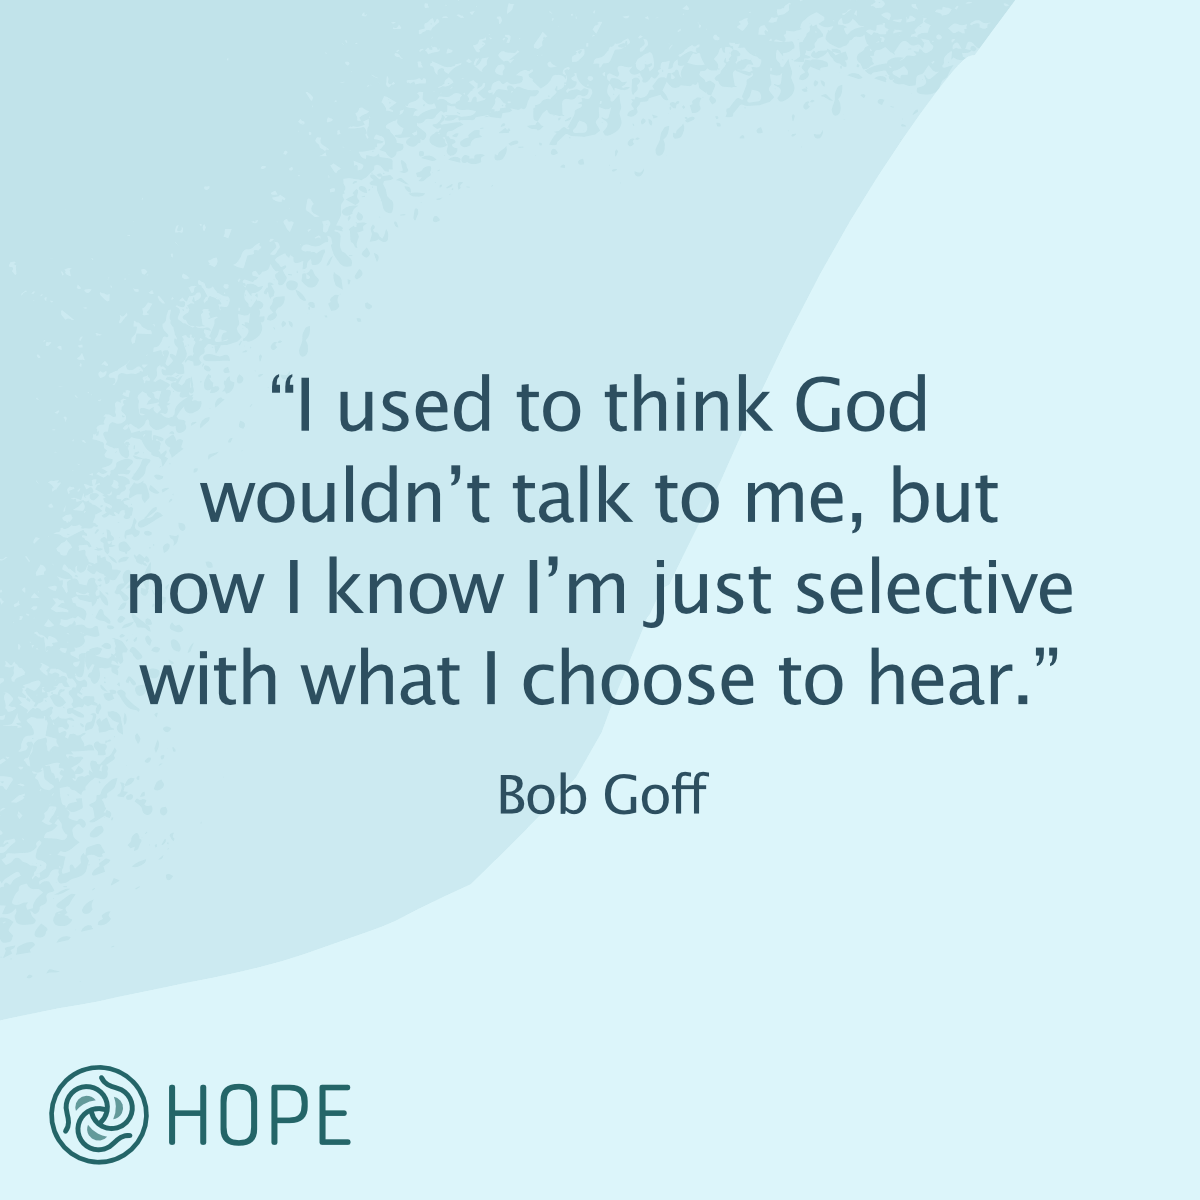 “I used to think God
wouldn’t talk to me, but
now I know I’m just selective
with what I choose to hear.”
Bob Goff
HOPE